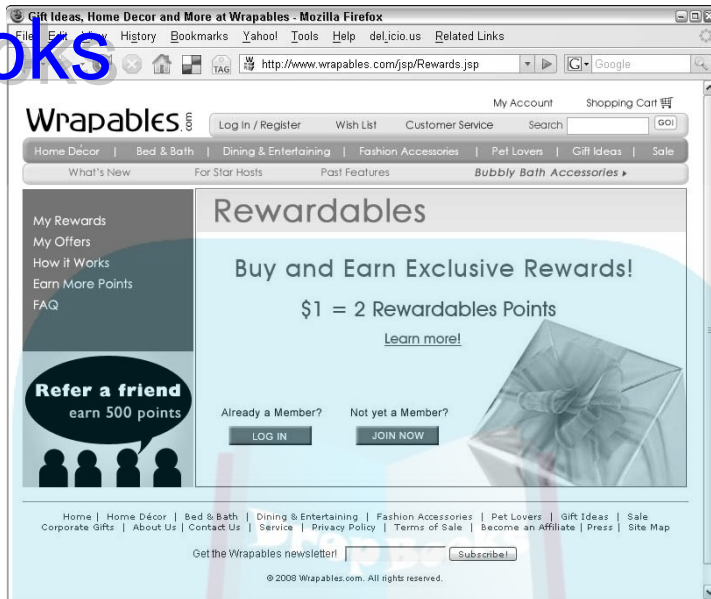 Gift Ideas, Home Decor and More at Wrapables - Mozilla Firefox
oks
History Bookmarks Yahoo! Tools Help del.icio.us Related Links
TAG http://www.wrapables.com/jsp/Rewards.jsp G Google
My Account Shopping Cart
Wrapables.com
Log In / Register Wish List Customer Service Search GO!
Home Décor | Bed & Bath | Dining & Entertaining | Fashion Accessories | Pet Lovers | Gift Ideas | Sale
What's New For Star Hosts Past Features Bubbly Bath Accessories
My Rewards
My Offers
How it Works
Earn More Points
FAQ
Refer a friend
earn 500 points
Rewardables
Buy and Earn Exclusive Rewards!
$1 = 2 Rewardables Points
Learn more!
Already a Member? Not yet a Member?
LOG IN JOIN NOW
Home | Home Décor | Bed & Bath | Dining & Entertaining | Fashion Accessories | Pet Lovers | Gift Ideas | Sale
Corporate Gifts | About Us | Contact Us | Service | Privacy Policy | Terms of Sale | Become an Affiliate | Press | Site Map
DropBooks
Get the Wrapables newsletter! Subscribe!
© 2008 Wrapables.com. All rights reserved.